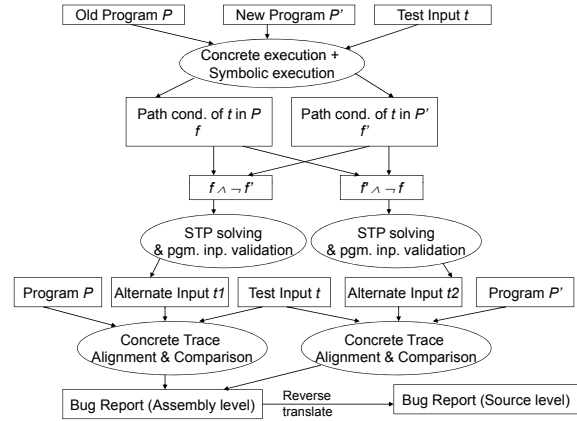 Old Program P
New Program P'
Test Input t
Concrete execution +
Symbolic execution
Path cond. of t in P
f
Path cond. of t in P'
f'
f ∧ ¬ f'
f' ∧ ¬ f
STP solving
& pgm. inp. validation
STP solving
& pgm. inp. validation
Program P
Alternate Input t1
Test Input t
Alternate Input t2
Program P'
Concrete Trace
Alignment & Comparison
Concrete Trace
Alignment & Comparison
Bug Report (Assembly level)
Reverse
translate
Bug Report (Source level)